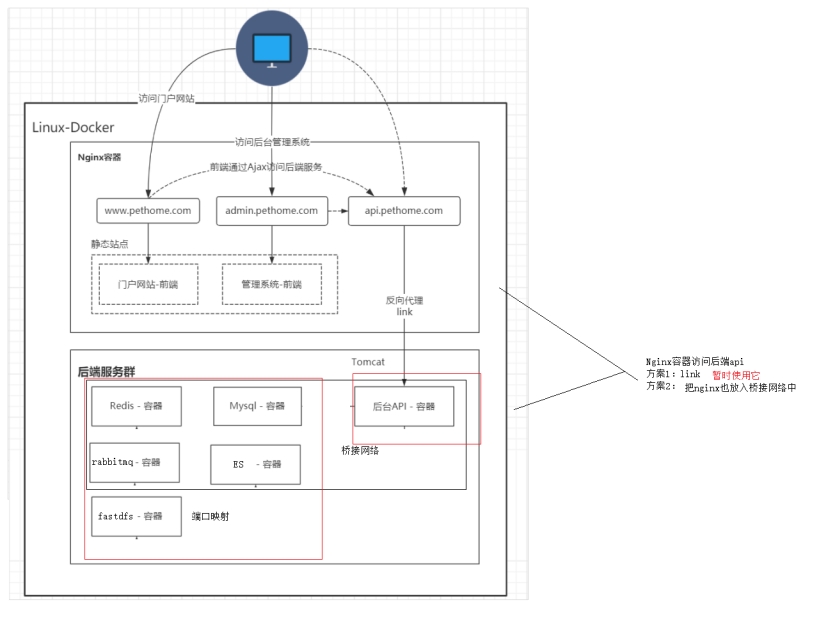 访问门户网站
Linux-Docker
访问后台管理系统
Nginx容器
前端通过Ajax访问后端服务
www.pethome.com
admin.pethome.com
api.pethome.com
静态站点
门户网站-前端
管理系统-前端
反向代理
link
Tomcat
后端服务群
Redis - 容器
Mysql - 容器
后台API - 容器
桥接网络
rabbitmq - 容器
ES - 容器
fastdfs - 容器
端口映射
Nginx容器访问后端api
方案1：link 暂时使用它
方案2： 把nginx也放入桥接网络中